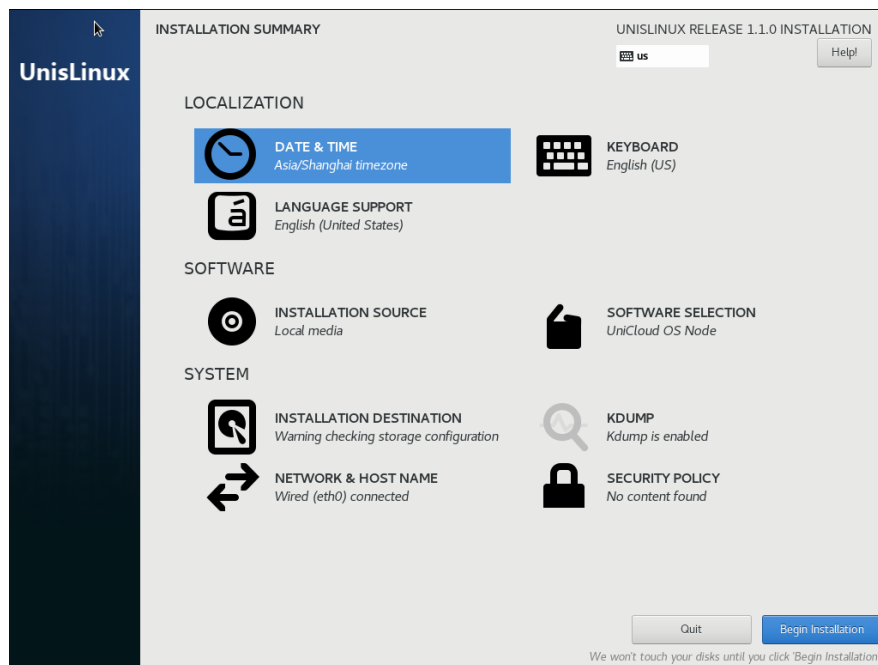 INSTALLATION SUMMARY
UNISLINUX RELEASE 1.1.0 INSTALLATION
us
Help!
UnisLinux
LOCALIZATION
DATE & TIME
Asia/Shanghai timezone
KEYBOARD
English (US)
LANGUAGE SUPPORT
English (United States)
SOFTWARE
INSTALLATION SOURCE
Local media
SOFTWARE SELECTION
UniCloud OS Node
SYSTEM
INSTALLATION DESTINATION
Warning checking storage configuration
KDUMP
Kdump is enabled
NETWORK & HOST NAME
Wired (eth0) connected
SECURITY POLICY
No content found
Quit
Begin Installation
We won't touch your disks until you click 'Begin Installation